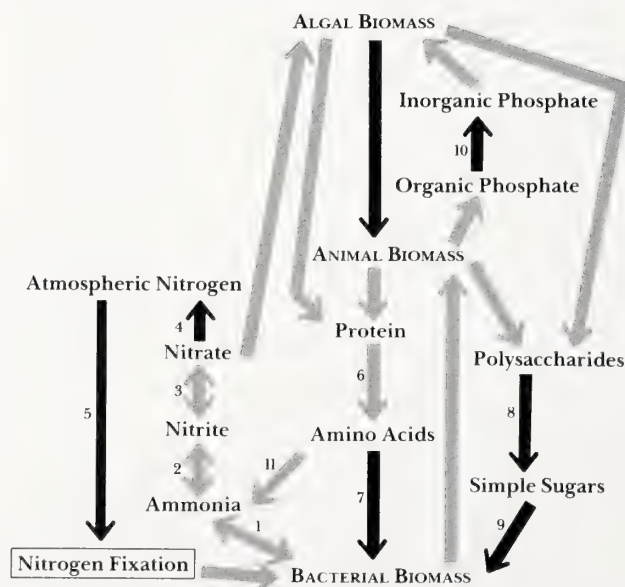 ALGAL BIOMASS
Inorganic Phosphate
10
Organic Phosphate
ANIMAL BIOMASS
Atmospheric Nitrogen
4
Protein
Nitrate
Polysaccharides
3
6
5
8
Nitrite
Amino Acids
2
11
7
Simple Sugars
Ammonia
1
9
Nitrogen Fixation
BACTERIAL BIOMASS